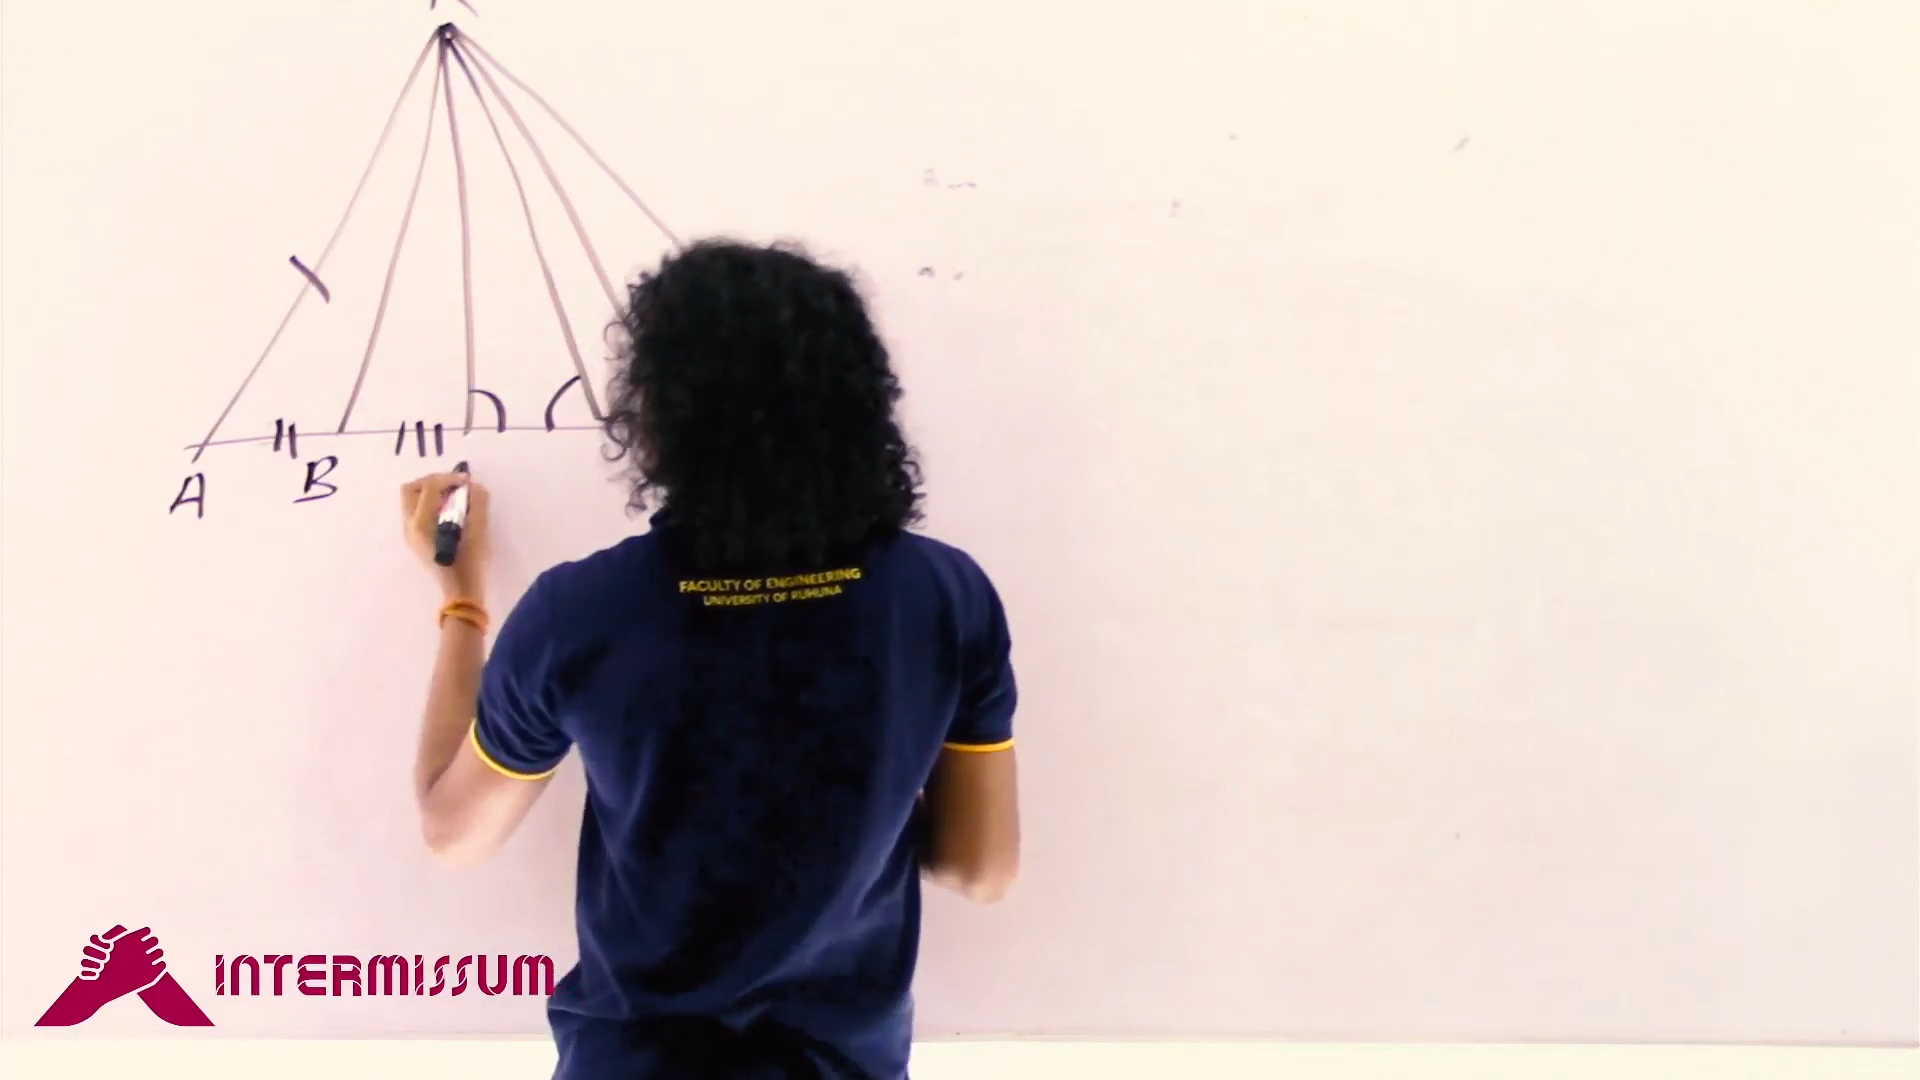 A
B
FACULTY OF ENGINEERING
UNIVERSITY OF RUHUNA
INTERMISSUM